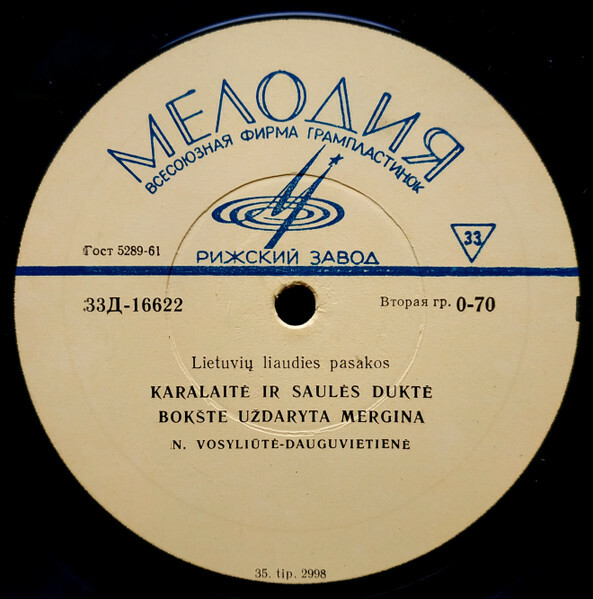 МЕЛОДИЯ
ВСЕСОЮЗНАЯ ФИРМА ГРАМПЛАСТИНОК
РИЖСКИЙ ЗАВОД
33
Гост 5289-61
33Д-16622
Вторая гр. 0-70
Lietuvių liaudies pasakos
KARALAITĖ IR SAULĖS DUKTĖ
BOKŠTE UŽDARYTA MERGINA
N. VOSYLIŪTĖ-DAUGUVIETIENĖ
35. tip. 2998